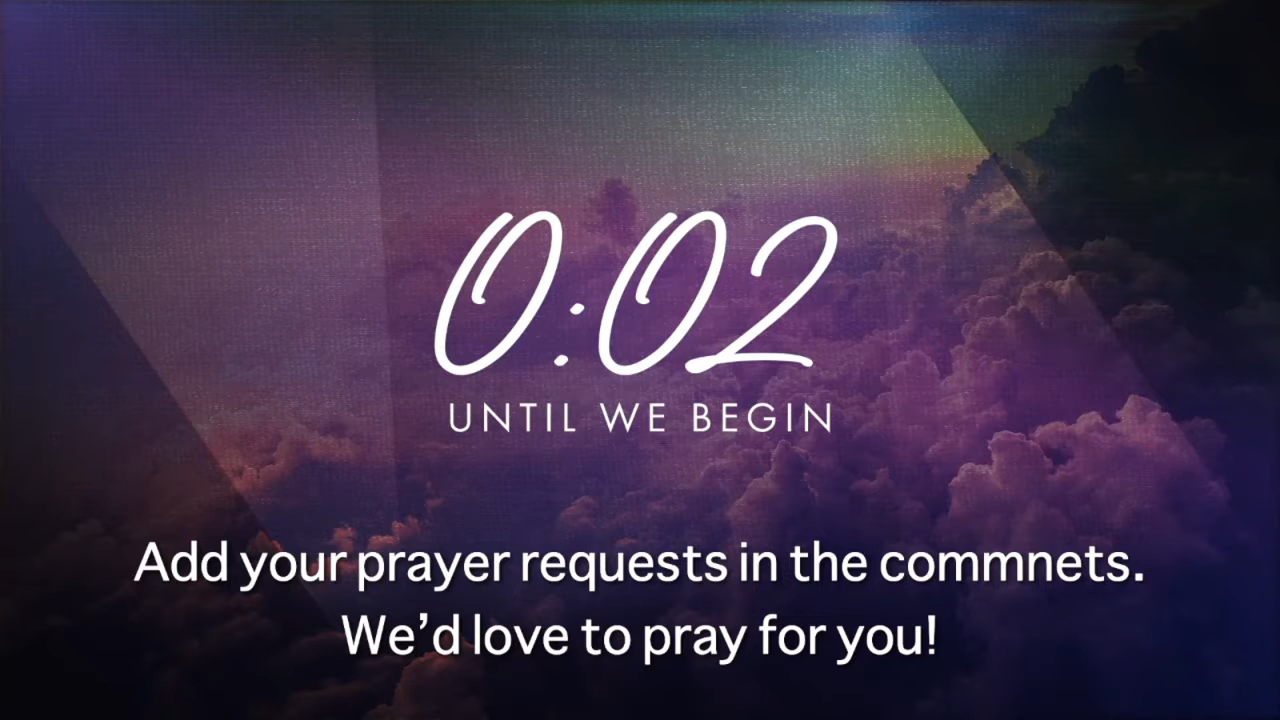 0:02
UNTIL WE BEGIN
Add your prayer requests in the commnets.
We’d love to pray for you!